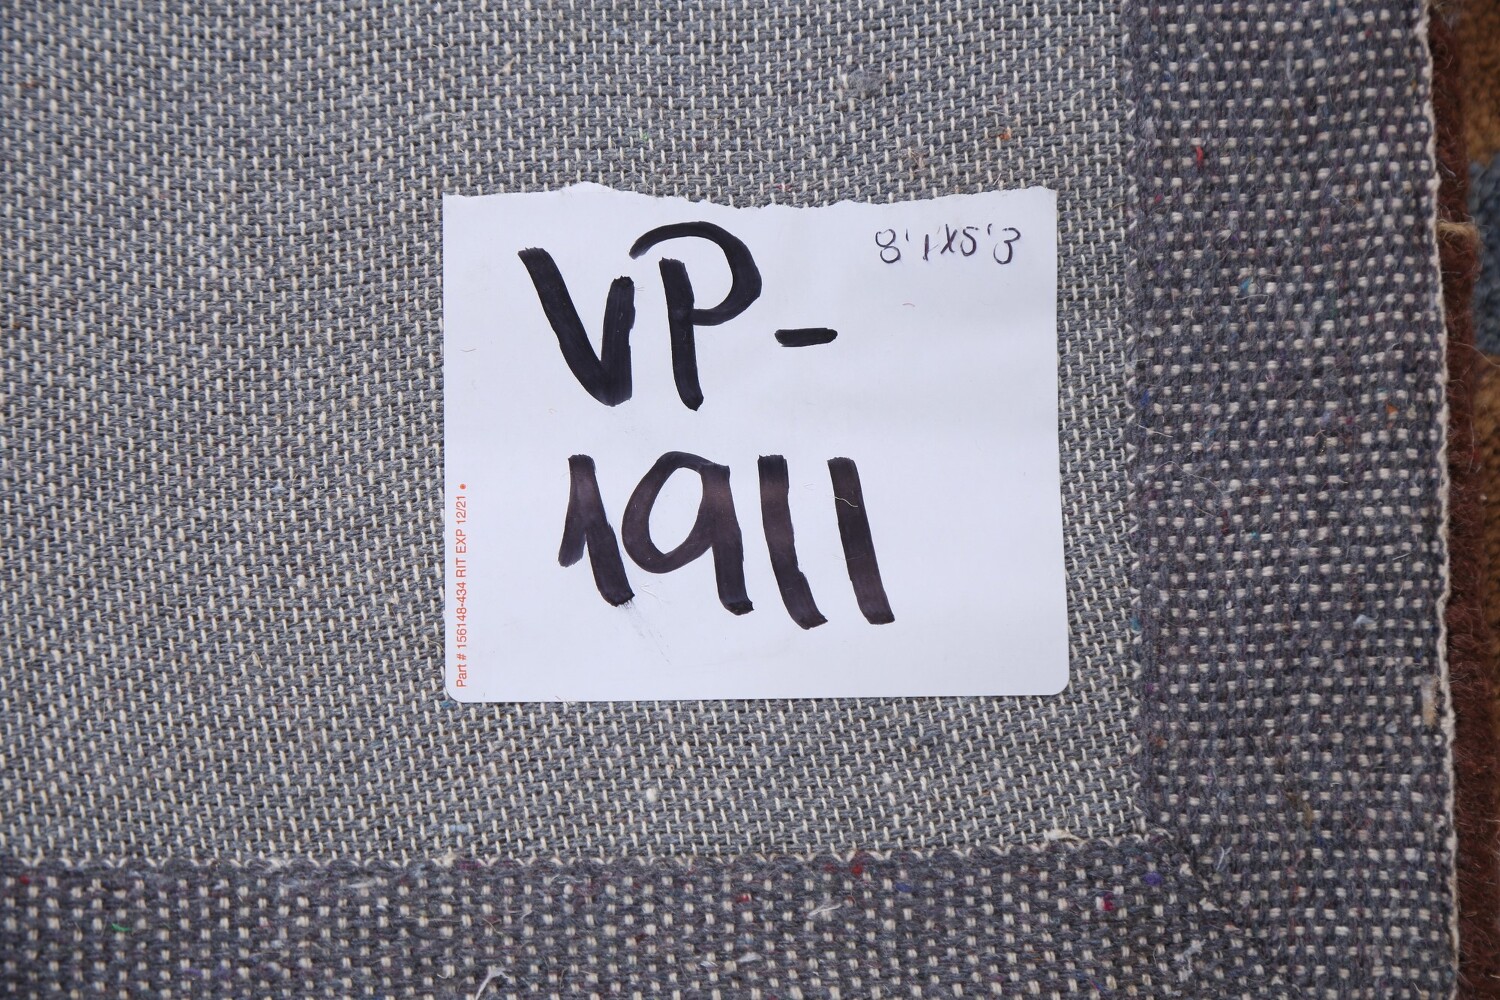 8'1X5'3
VP-
1911
Part # 156148-434 RIT EXP 12/21